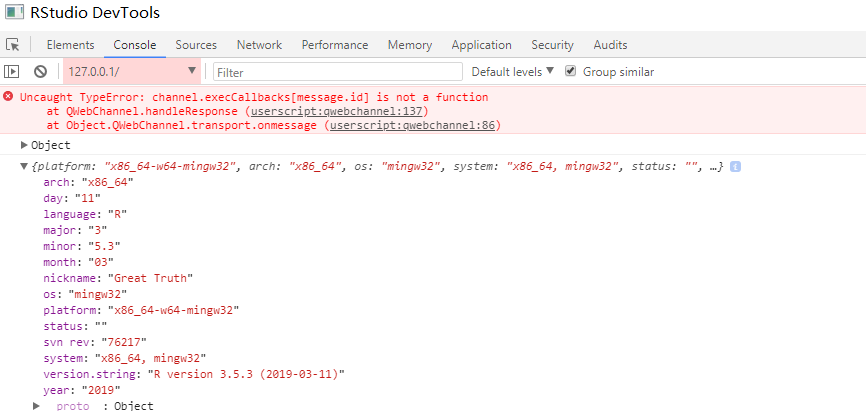 RStudio DevTools
Elements Console Sources Network Performance Memory Application Security Audits
127.0.0.1/ Filter Default levels Group similar
Uncaught TypeError: channel.execCallbacks[message.id] is not a function
at QWebChannel.handleResponse (userscript:qwebchannel:137)
at Object.QWebChannel.transport.onmessage (userscript:qwebchannel:86)
Object
{platform: "x86_64-w64-mingw32", arch: "x86_64", os: "mingw32", system: "x86_64, mingw32", status: "", …}
arch: "x86_64"
day: "11"
language: "R"
major: "3"
minor: "5.3"
month: "03"
nickname: "Great Truth"
os: "mingw32"
platform: "x86_64-w64-mingw32"
status: ""
svn rev: "76217"
system: "x86_64, mingw32"
version.string: "R version 3.5.3 (2019-03-11)"
year: "2019"
proto : Object